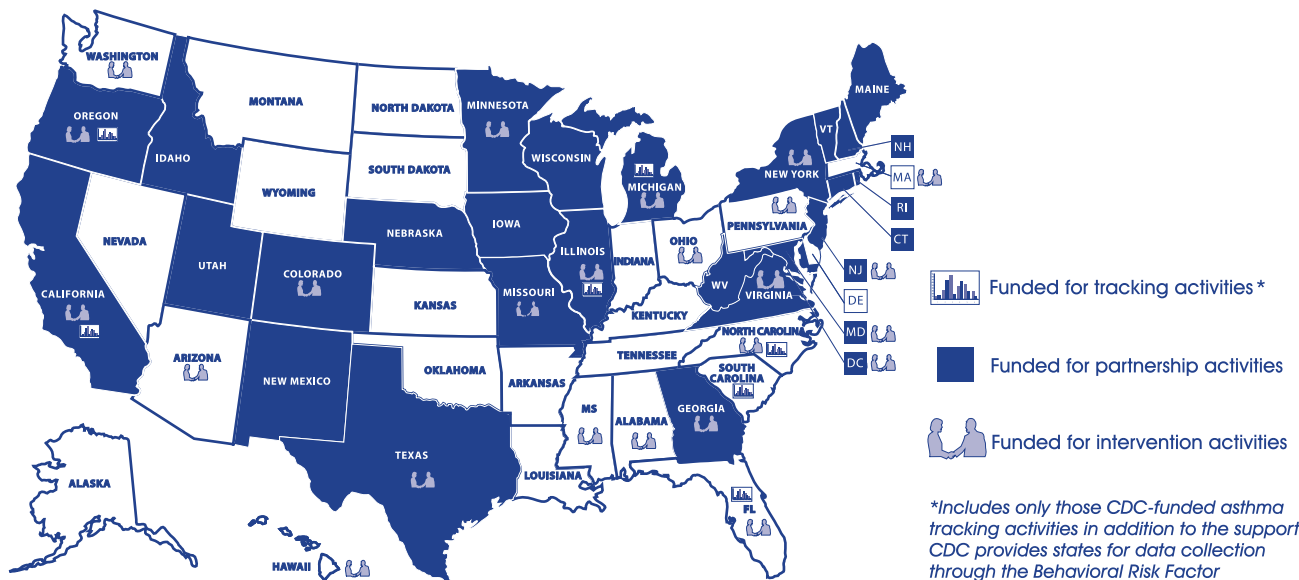 WASHINGTON
MONTANA
NORTH DAKOTA
MINNESOTA
MAINE
OREGON
IDAHO
SOUTH DAKOTA
WISCONSIN
VT
NH
WYOMING
MICHIGAN
NEW YORK
MA
RI
NEVADA
NEBRASKA
IOWA
PENNSYLVANIA
CT
UTAH
COLORADO
ILLINOIS
INDIANA
OHIO
NJ
CALIFORNIA
KANSAS
MISSOURI
WV
VIRGINIA
DE
KENTUCKY
MD
NORTH CAROLINA
DC
ARIZONA
NEW MEXICO
OKLAHOMA
ARKANSAS
TENNESSEE
SOUTH
CAROLINA
MS
ALABAMA
GEORGIA
TEXAS
LOUISIANA
FL
ALASKA
HAWAII
Funded for tracking activities*
Funded for partnership activities
Funded for intervention activities
*Includes only those CDC-funded asthma
tracking activities in addition to the support
CDC provides states for data collection
through the Behavioral Risk Factor